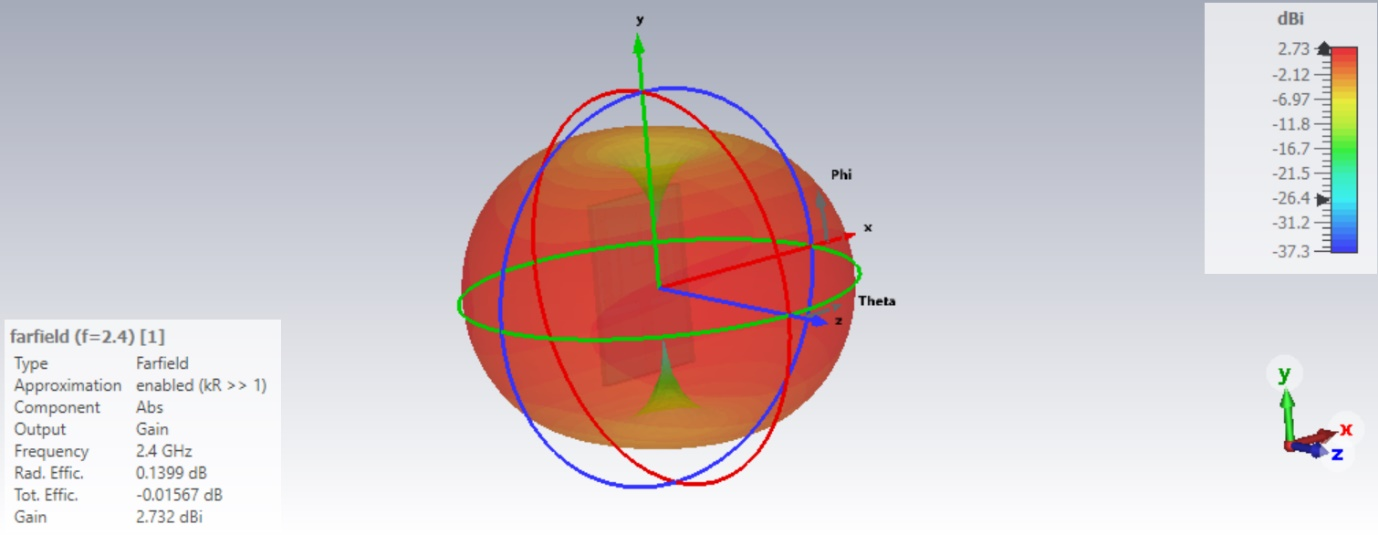 dBi
2.73
-2.12
-6.97
-11.8
-16.7
-21.5
-26.4
-31.2
-37.3
y
Phi
x
Theta
z
farfield (f=2.4) [1]
Type Farfield
Approximation enabled (kR >> 1)
Component Abs
Output Gain
Frequency 2.4 GHz
Rad. Effic. 0.1399 dB
Tot. Effic. -0.01567 dB
Gain 2.732 dBi
y
x
z